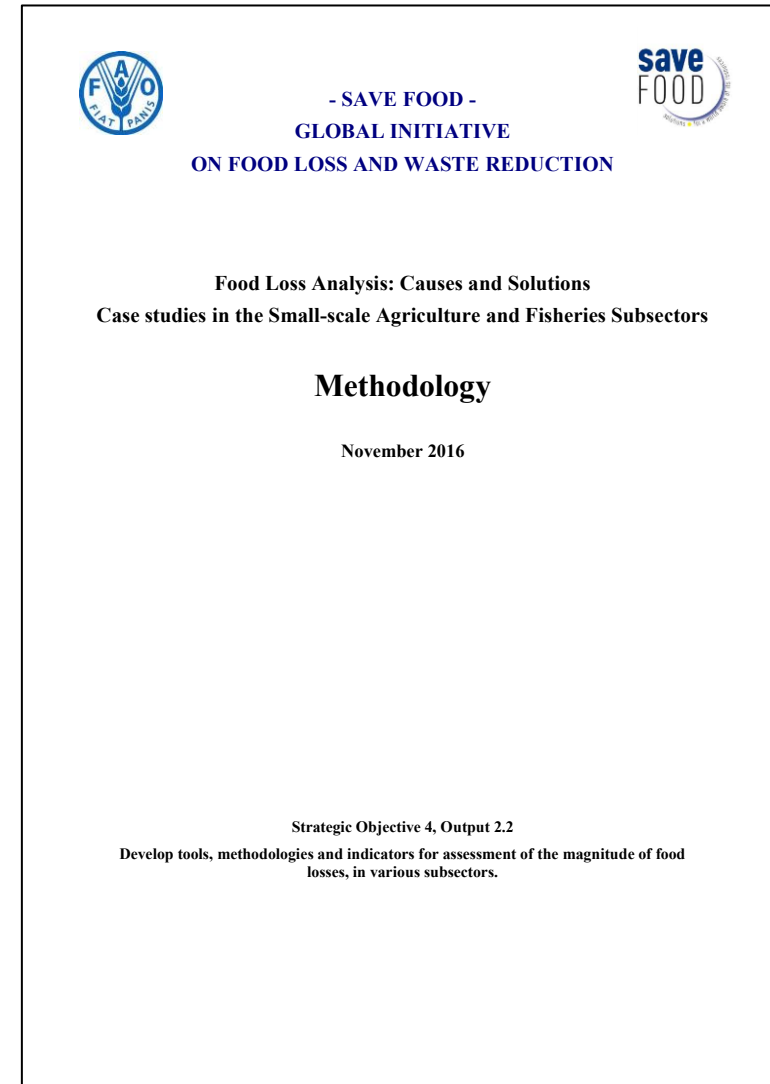 F A O
FIAT PANIS
save
FOOD
- SAVE FOOD -
GLOBAL INITIATIVE
ON FOOD LOSS AND WASTE REDUCTION
Food Loss Analysis: Causes and Solutions
Case studies in the Small-scale Agriculture and Fisheries Subsectors
Methodology
November 2016
Strategic Objective 4, Output 2.2
Develop tools, methodologies and indicators for assessment of the magnitude of food
losses, in various subsectors.